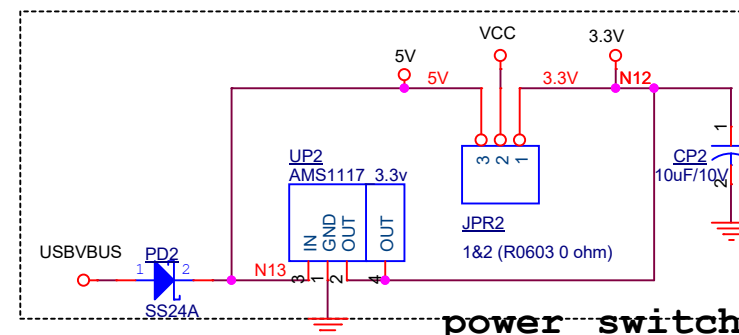 VCC
3.3V
5V
5V
3.3V
N12
UP2
AMS1117_3.3v
3
2
1
1
CP2
10uF/10V
2
IN
GND
OUT
OUT
JPR2
1&2 (R0603 0 ohm)
USBVBUS
PD2
1
2
N13
3
1
2
4
SS24A
power switch